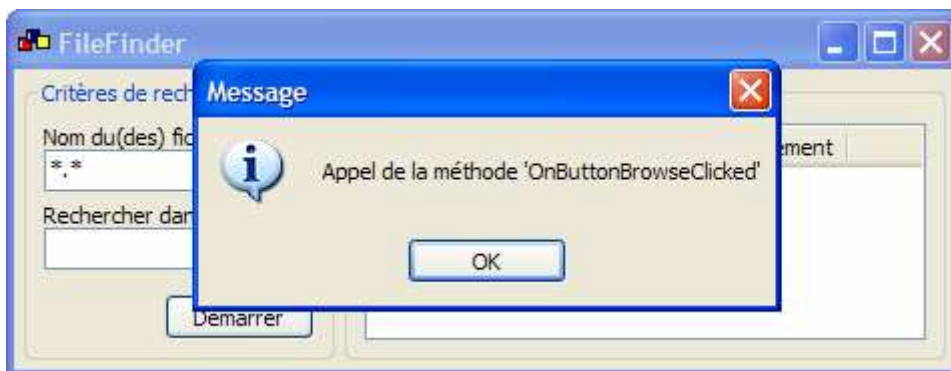 FileFinder
Critères de rech
Message
Nom du(des) fic
*.*
Appel de la méthode 'OnButtonBrowseClicked'
ement
Rechercher dan
OK
Démarrer